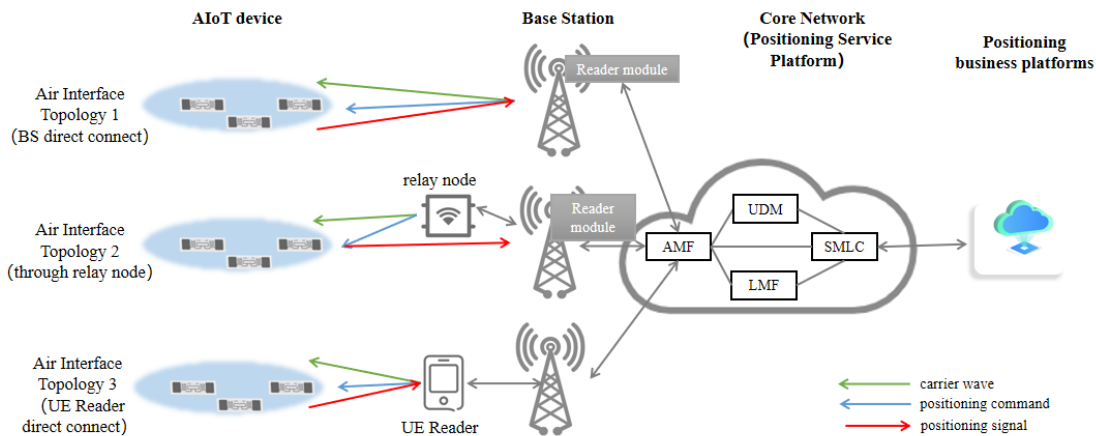 AIoT device
Base Station
Core Network
(Positioning Service
Platform)
Positioning
business platforms
Reader module
Air Interface
Topology 1
(BS direct connect)
relay node
Reader
module
Air Interface
Topology 2
(through relay node)
UDM
AMF
SMLC
LMF
Air Interface
Topology 3
(UE Reader
direct connect)
UE Reader
carrier wave
positioning command
positioning signal